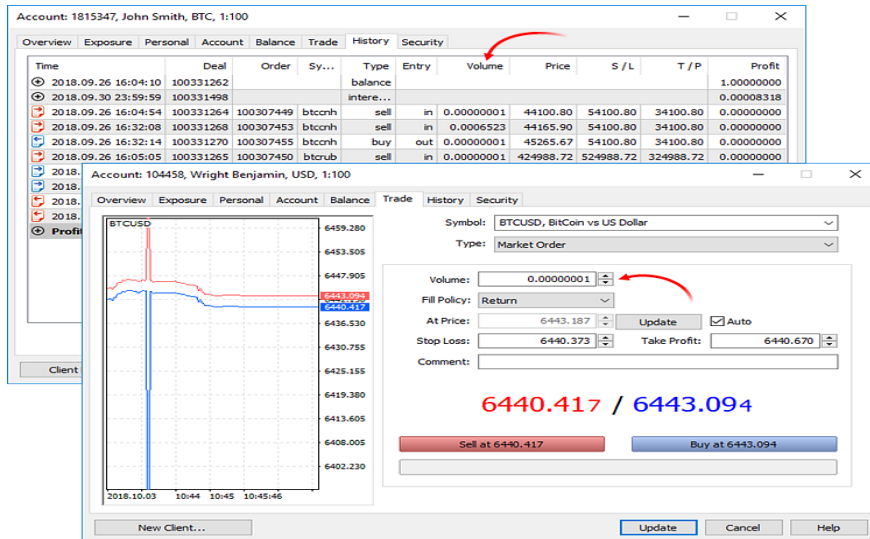 Account: 1815347, John Smith, BTC, 1:100
Overview Exposure Personal Account Balance Trade History Security
Time Deal Order Sy... Type Entry Volume Price S / L T / P Profit
2018.09.26 16:04:10 100331262 balance 1.00000000
2018.09.30 23:59:59 100331498 intere... 0.00008318
2018.09.26 16:04:54 100331264 100307449 btccnh sell in 0.00000001 44100.80 54100.80 34100.80 0.00000000
2018.09.26 16:32:08 100331268 100307453 btccnh sell in 0.0006523 44165.90 54100.80 34100.80 0.00000000
2018.09.26 16:32:14 100331270 100307455 btccnh buy out 0.00000001 45265.67 54100.80 34100.80 0.00000000
2018.09.26 16:05:05 100331265 100307450 btcrub sell in 0.00000001 424988.72 524988.72 324988.72 0.00000000
2018.
2018.
2018.
2018.
Profi
Client
Account: 104458, Wright Benjamin, USD, 1:100
Overview Exposure Personal Account Balance Trade History Security
BTCUSD
6459.280
6453.505
6447.905
6443.094
6440.417
6436.530
6430.755
6425.155
6419.380
6413.605
6408.005
6402.230
2018.10.03 10:44 10:45 10:45:46
Symbol: BTCUSD, BitCoin vs US Dollar
Type: Market Order
Volume: 0.00000001
Fill Policy: Return
At Price: 6443.187 Update Auto
Stop Loss: 6440.373 Take Profit: 6440.670
Comment:
6440.417 / 6443.094
Sell at 6440.417 Buy at 6443.094
New Client... Update Cancel Help